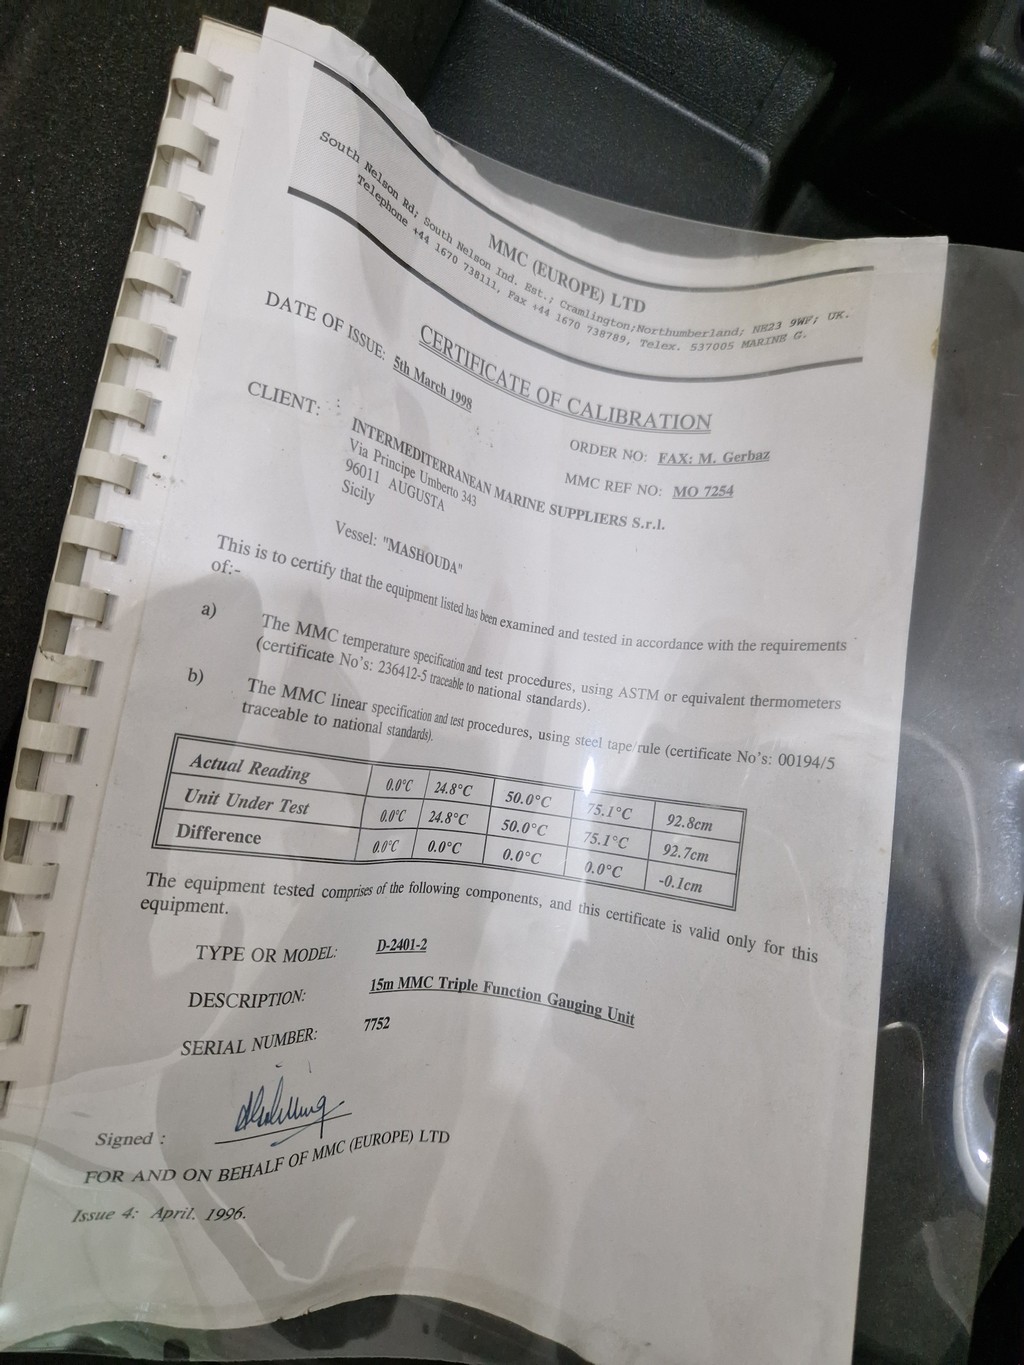 MMC (EUROPE) LTD
South Nelson Rd; South Nelson Ind. Est.; Cramlington;Northumberland; NE23 9WF; UK.
Telephone +44 1670 738111, Fax +44 1670 738789, Telex. 537005 MARINE G.
CERTIFICATE OF CALIBRATION
DATE OF ISSUE: 5th March 1998
ORDER NO: FAX: M. Gerbaz
MMC REF NO: MO 7254
CLIENT:
INTERMEDITERRANEAN MARINE SUPPLIERS S.r.l.
Via Principe Umberto 343
96011 AUGUSTA
Sicily
Vessel: "MASHOUDA"
This is to certify that the equipment listed has been examined and tested in accordance with the requirements
of:-
a) The MMC temperature specification and test procedures, using ASTM or equivalent thermometers
(certificate No's: 236412-5 traceable to national standards).
b) The MMC linear specification and test procedures, using steel tape/rule (certificate No's: 00194/5
traceable to national standards).
Actual Reading 0.0°C 24.8°C 50.0°C 75.1°C 92.8cm
Unit Under Test 0.0°C 24.8°C 50.0°C 75.1°C 92.7cm
Difference 0.0°C 0.0°C 0.0°C 0.0°C -0.1cm
The equipment tested comprises of the following components, and this certificate is valid only for this
equipment.
TYPE OR MODEL: D-2401-2
DESCRIPTION: 15m MMC Triple Function Gauging Unit
SERIAL NUMBER: 7752
Signed :
FOR AND ON BEHALF OF MMC (EUROPE) LTD
Issue 4: April. 1996.